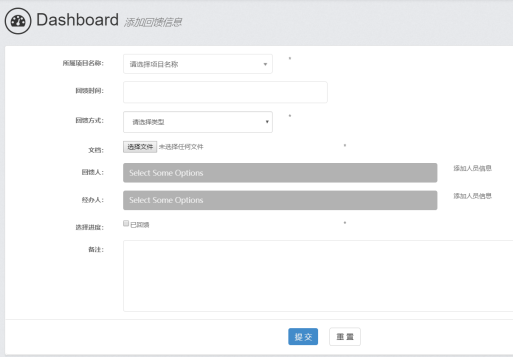 Dashboard 添加回馈信息
所属项目名称： 请选择项目名称 *
回馈时间：
回馈方式： 请选择类型 *
文档： 选择文件 未选择任何文件 *
回馈人： Select Some Options 添加人员信息
经办人： Select Some Options 添加人员信息
选择进度： 已回馈 *
备注：
提交 重置